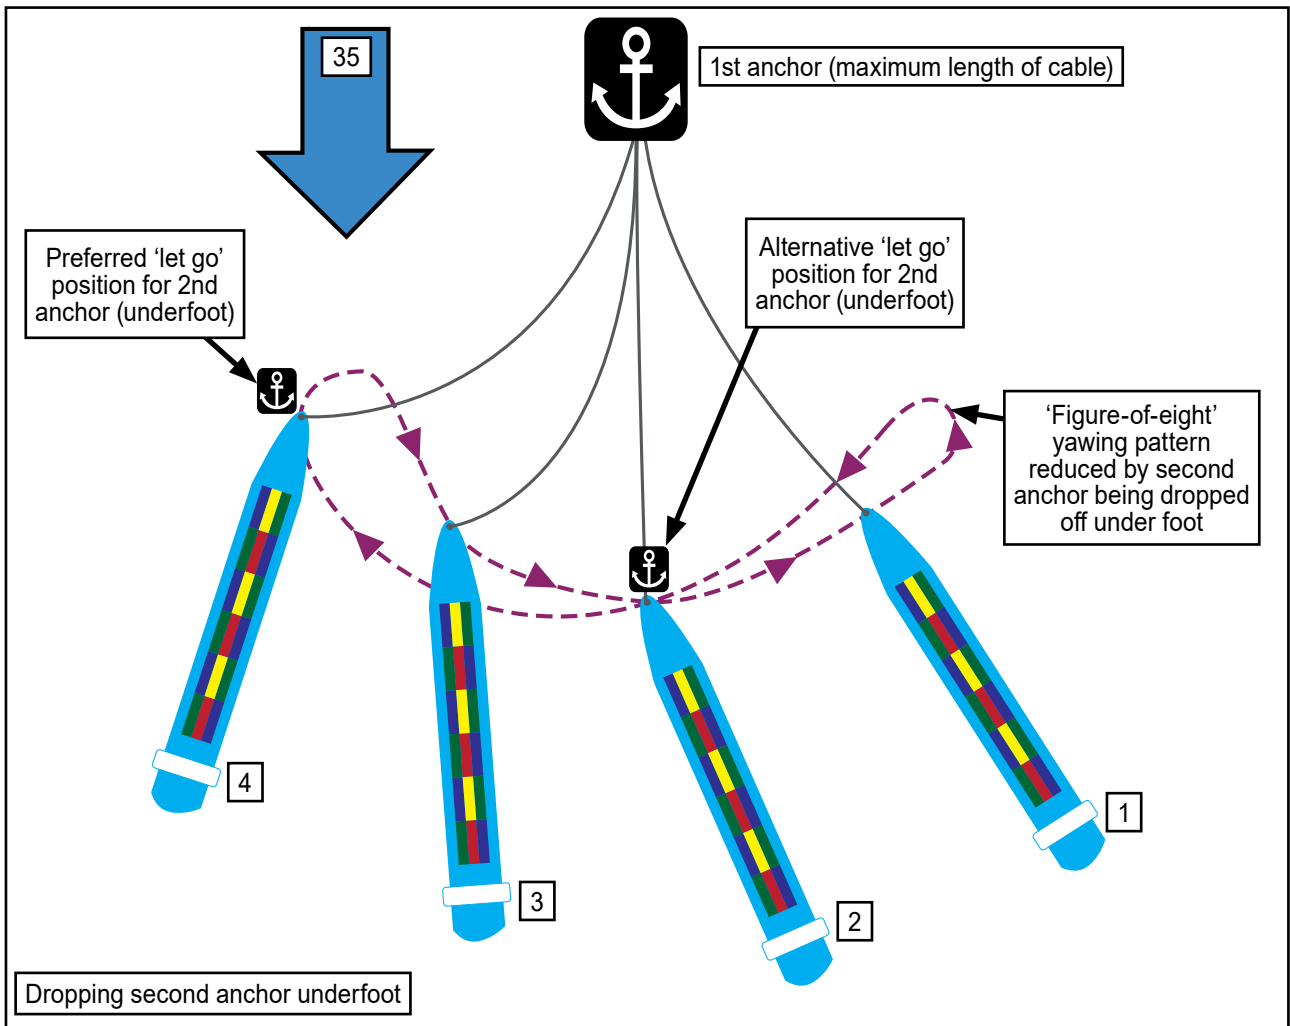 35
1st anchor (maximum length of cable)
Preferred ‘let go’
position for 2nd
anchor (underfoot)
Alternative ‘let go’
position for 2nd
anchor (underfoot)
‘Figure-of-eight’
yawing pattern
reduced by second
anchor being dropped
off under foot
4
3
2
1
Dropping second anchor underfoot